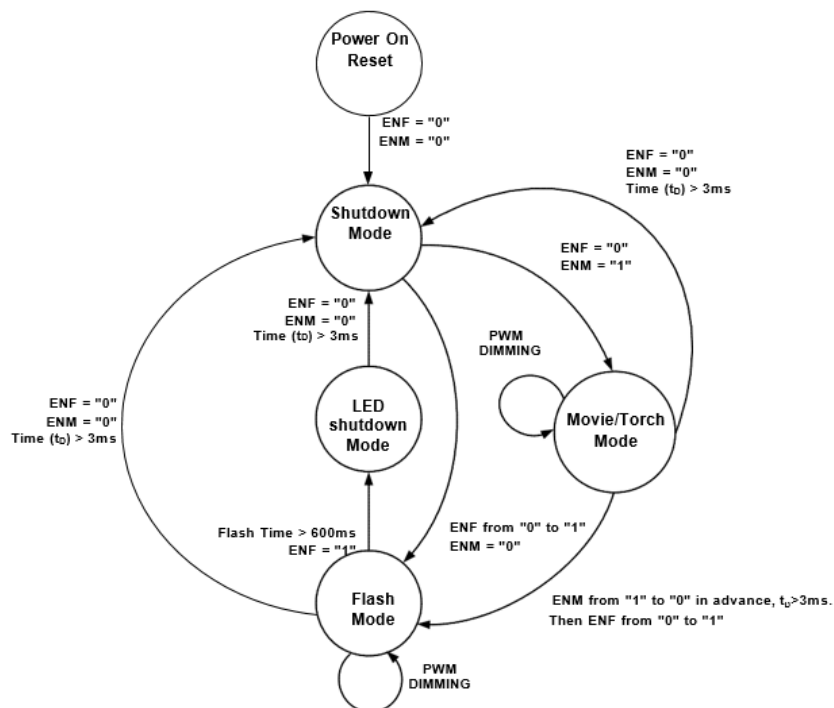 Power On
Reset
ENF = "0"
ENM = "0"
ENF = "0"
ENM = "0"
Time (tD) > 3ms
Shutdown
Mode
ENF = "0"
ENM = "1"
ENF = "0"
ENM = "0"
Time (tD) > 3ms
PWM
DIMMING
ENF = "0"
ENM = "0"
Time (tD) > 3ms
LED
shutdown
Mode
Movie/Torch
Mode
Flash Time > 600ms
ENF = "1"
ENF from "0" to "1"
ENM = "0"
Flash
Mode
ENM from "1" to "0" in advance, tD>3ms.
Then ENF from "0" to "1"
PWM
DIMMING